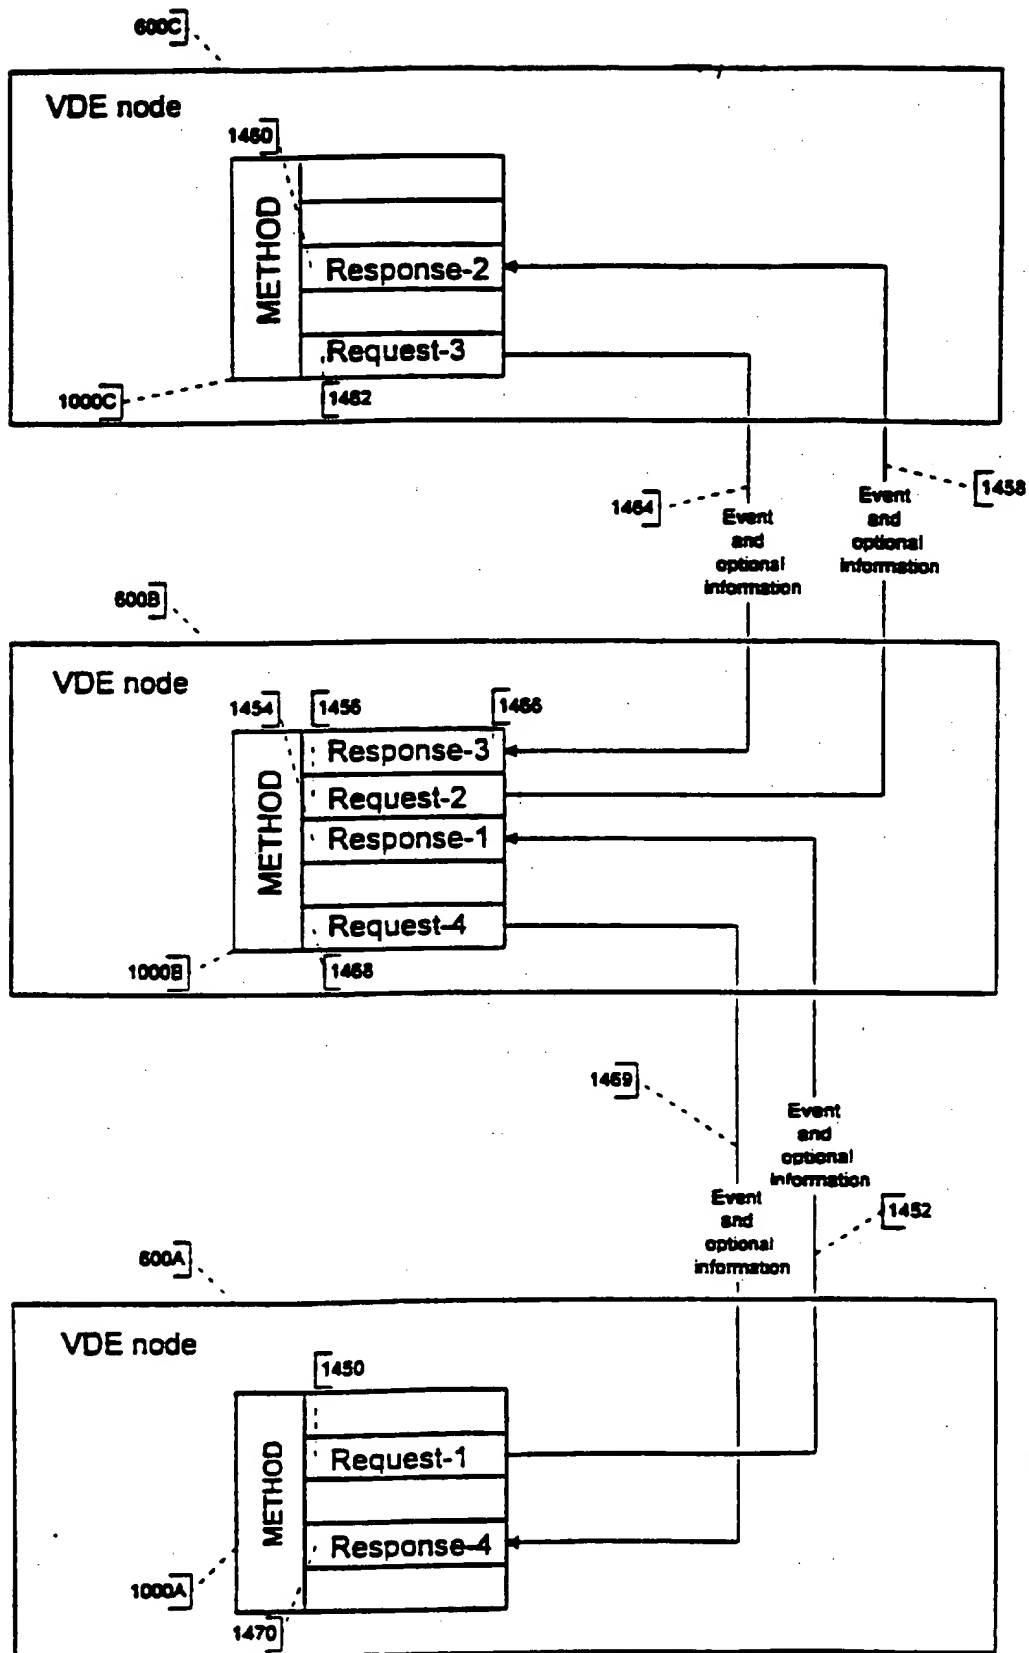 600C
VDE node
1460
METHOD
Response-2
Request-3
1000C
1462
1464
1458
Event
and
optional
information
Event
and
optional
information
600B
VDE node
1454
1456
1466
METHOD
Response-3
Request-2
Response-1
Request-4
1000B
1468
1469
Event
and
optional
information
1452
Event
and
optional
information
600A
VDE node
1450
METHOD
Request-1
Response-4
1000A
1470